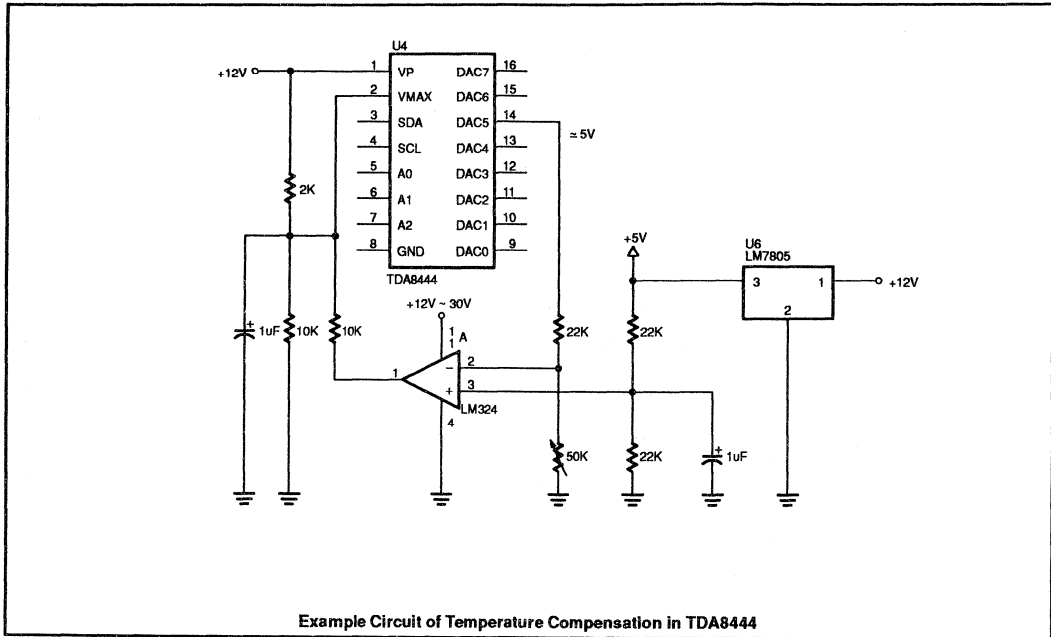 U4
+12V
1 VP DAC7 16
2 VMAX DAC6 15
3 SDA DAC5 14
4 SCL DAC4 13
5 A0 DAC3 12
6 A1 DAC2 11
7 A2 DAC1 10
8 GND DAC0 9
TDA8444
≃5V
2K
+5V
U6
LM7805
3 1
2
+12V
+12V ~ 30V
1
1
A
+
1uF
10K
10K
22K
22K
1
−
2
+
3
LM324
4
50K
22K
+
1uF
Example Circuit of Temperature Compensation in TDA8444